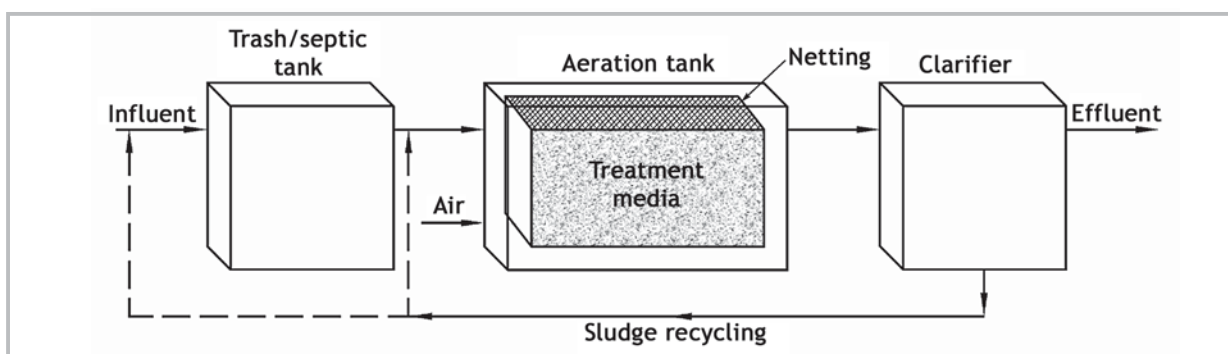 Trash/septic
tank
Aeration tank
Netting
Clarifier
Influent
Effluent
Treatment
media
Air
Sludge recycling